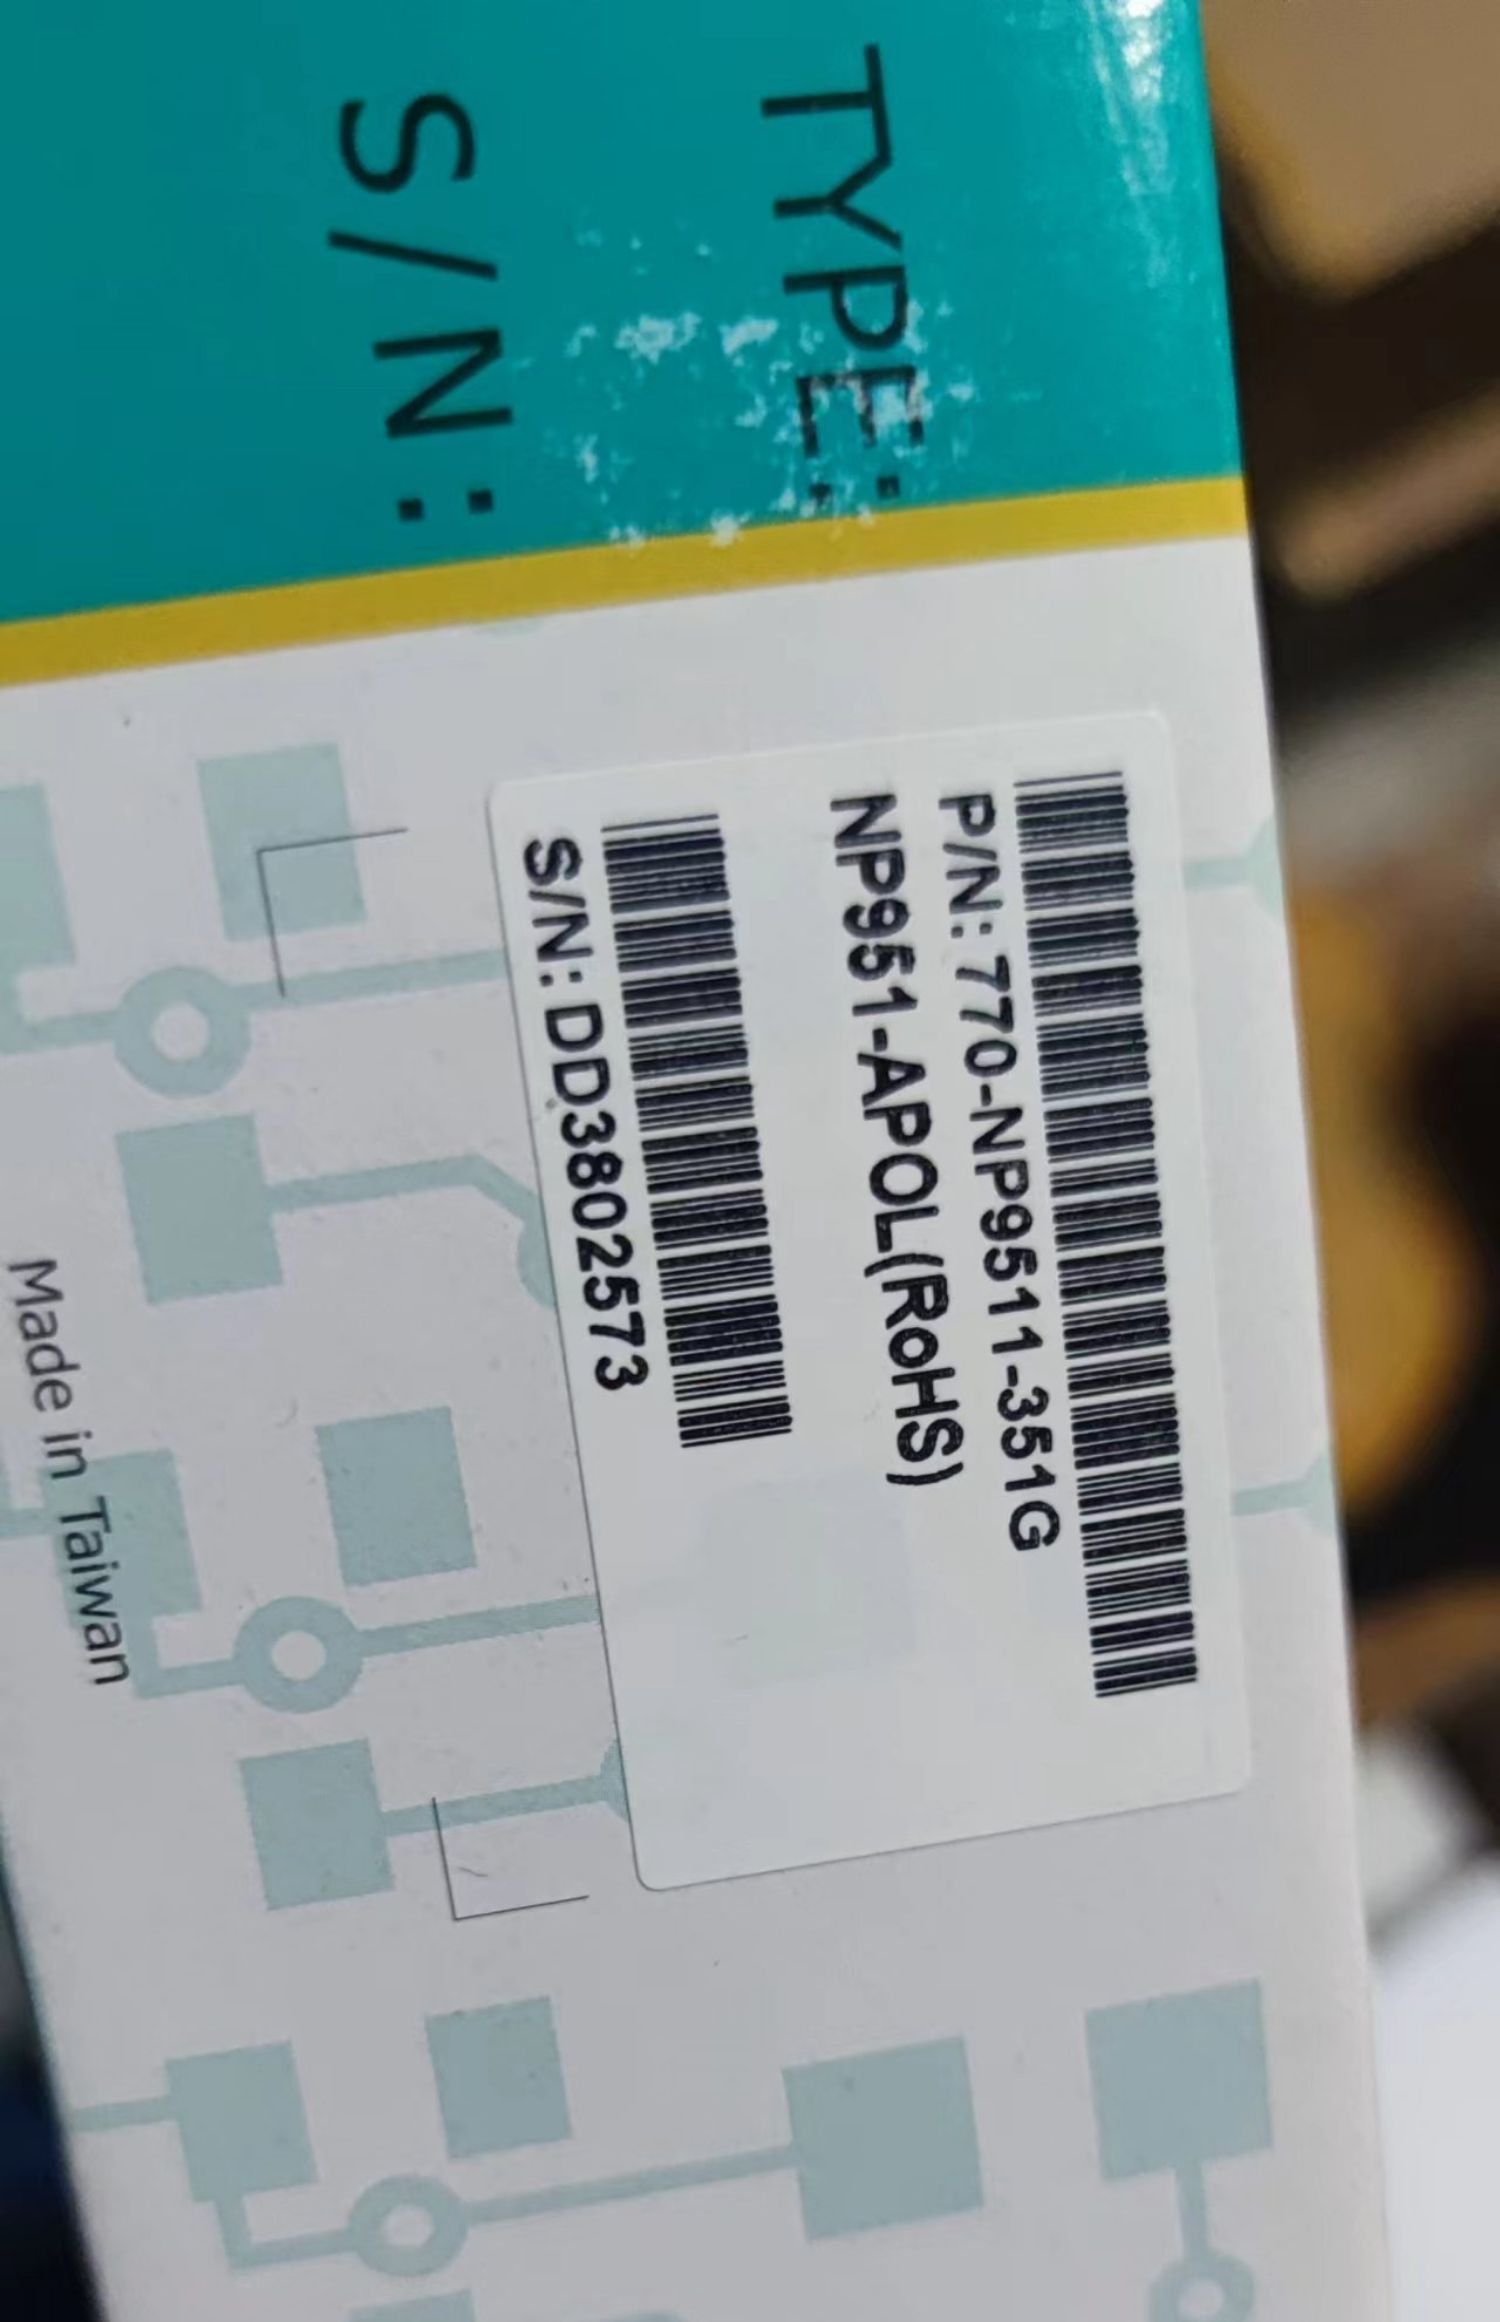 TYPE:
S/N:
P/N: 770-NP9511-351G
NP951-APOL(RoHS)
S/N: DD3802573
Made in Taiwan